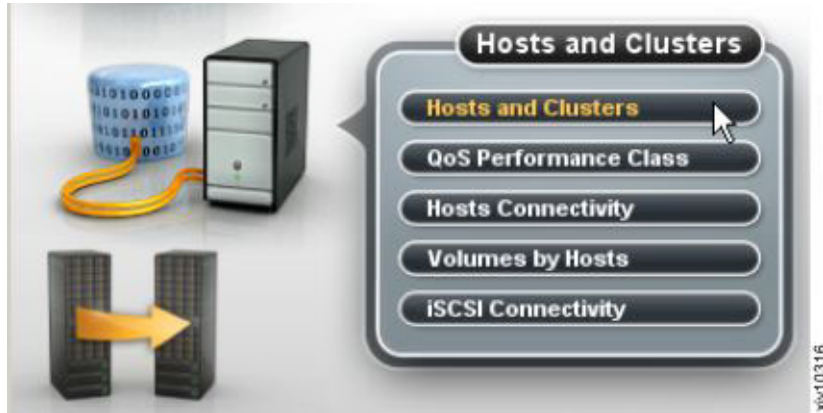 Hosts and Clusters
Hosts and Clusters
QoS Performance Class
Hosts Connectivity
Volumes by Hosts
iSCSI Connectivity
xiv10316